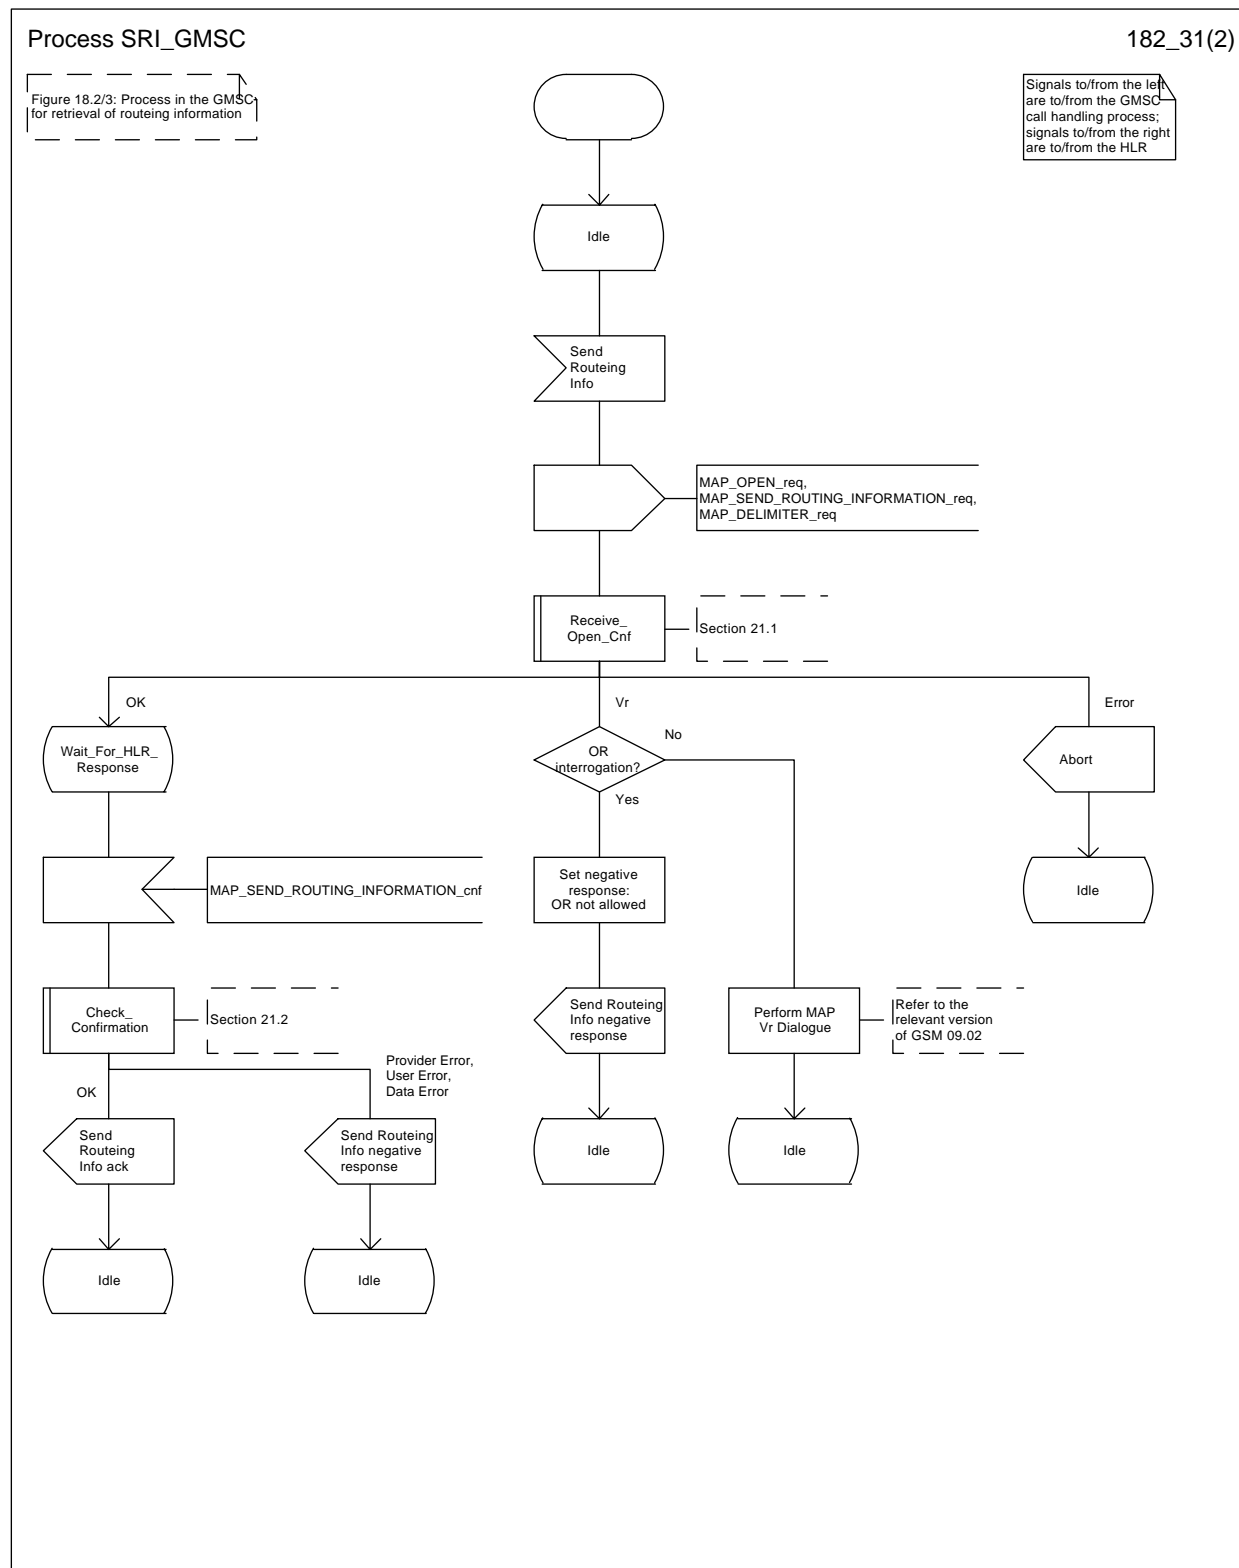 Process SRI_GMSC
182_31(2)
Figure 18.2/3: Process in the GMSC
for retrieval of routeing information
Signals to/from the left
are to/from the GMSC
call handling process;
signals to/from the right
are to/from the HLR
Idle
Send
Routeing
Info
MAP_OPEN_req,
MAP_SEND_ROUTING_INFORMATION_req,
MAP_DELIMITER_req
Receive_
Open_Cnf
Section 21.1
OK
Vr
Error
Wait_For_HLR_
Response
OR
interrogation?
No
Yes
Abort
MAP_SEND_ROUTING_INFORMATION_cnf
Set negative
response:
OR not allowed
Idle
Check_
Confirmation
Section 21.2
Send Routeing
Info negative
response
Perform MAP
Vr Dialogue
Refer to the
relevant version
of GSM 09.02
OK
Provider Error,
User Error,
Data Error
Send
Routeing
Info ack
Send Routeing
Info negative
response
Idle
Idle
Idle
Idle